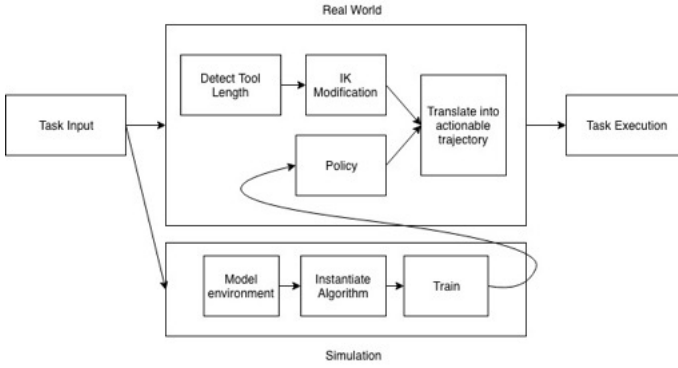 Real World
Detect Tool
Length
IK
Modification
Task Input
Translate into
actionable
trajectory
Task Execution
Policy
Model
environment
Instantiate
Algorithm
Train
Simulation